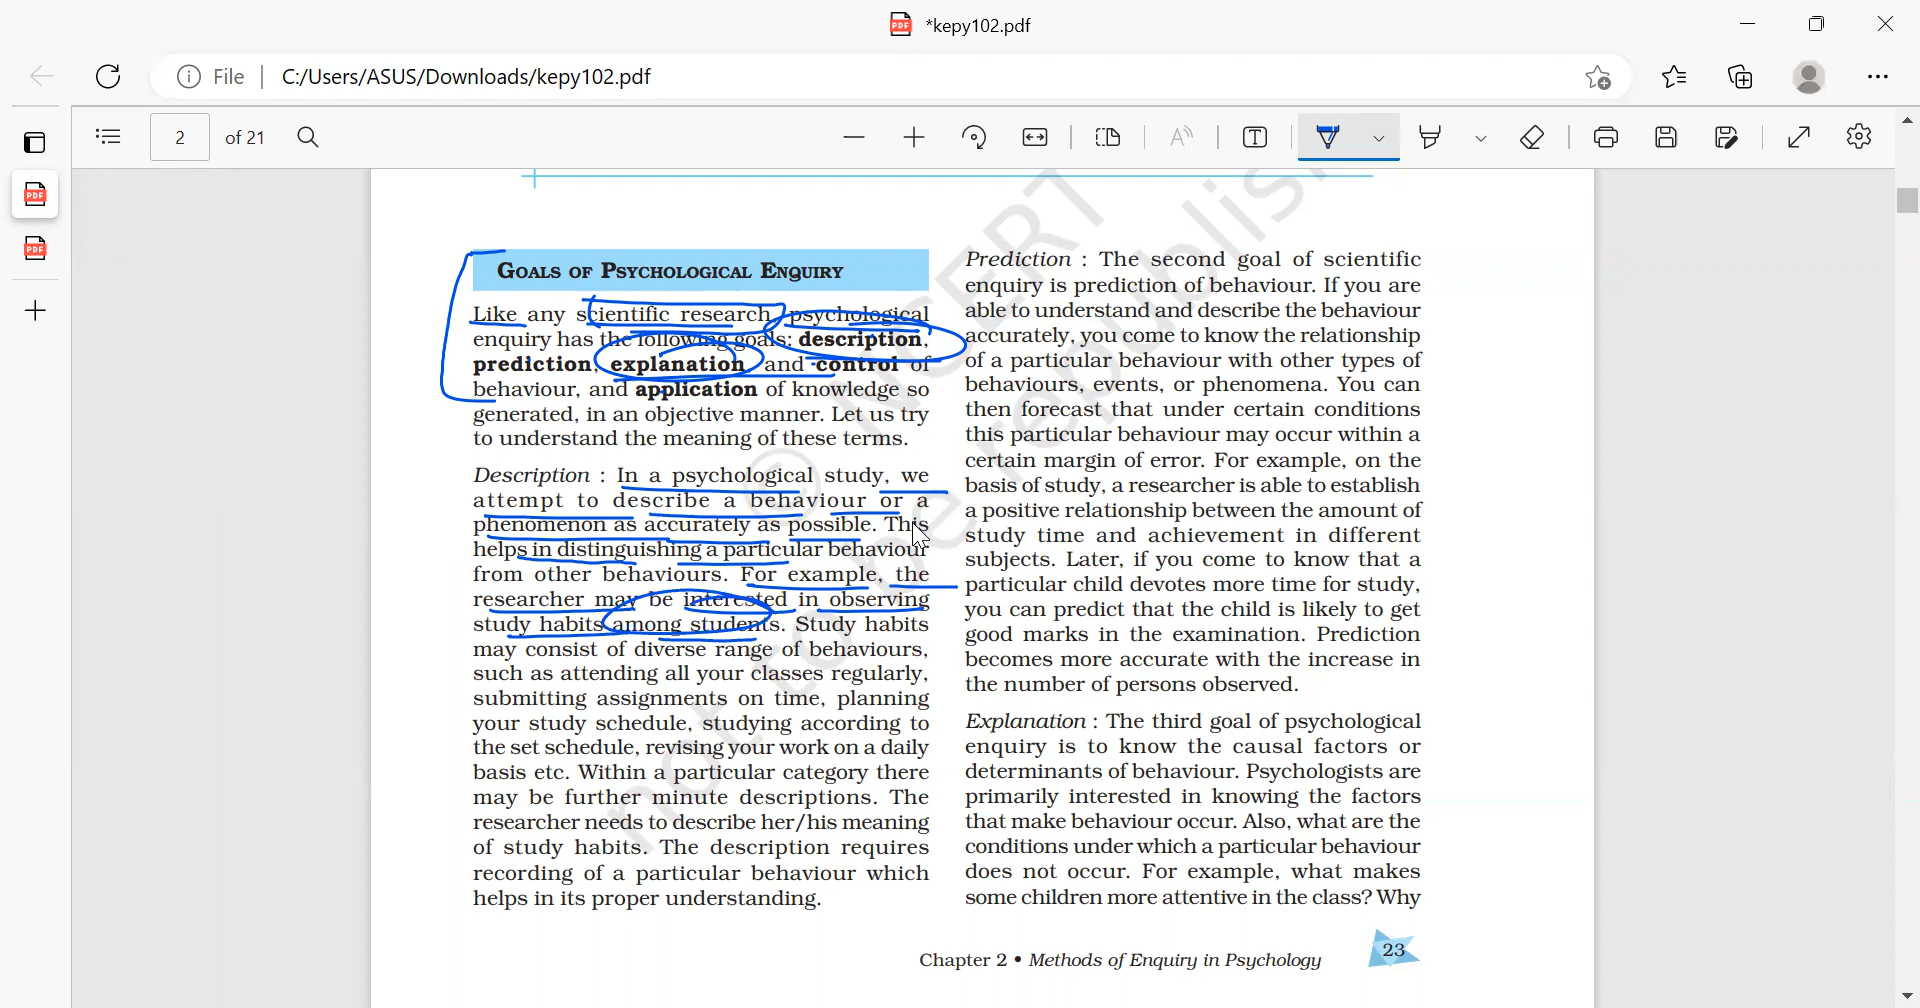 *kepy102.pdf
File
C:/Users/ASUS/Downloads/kepy102.pdf
2 of 21
GOALS OF PSYCHOLOGICAL ENQUIRY
Like any scientific research, psychological
enquiry has the following goals: description,
prediction, explanation, and control of
behaviour, and application of knowledge so
generated, in an objective manner. Let us try
to understand the meaning of these terms.
Description : In a psychological study, we
attempt to describe a behaviour or a
phenomenon as accurately as possible. This
helps in distinguishing a particular behaviour
from other behaviours. For example, the
researcher may be interested in observing
study habits among students. Study habits
may consist of diverse range of behaviours,
such as attending all your classes regularly,
submitting assignments on time, planning
your study schedule, studying according to
the set schedule, revising your work on a daily
basis etc. Within a particular category there
may be further minute descriptions. The
researcher needs to describe her/his meaning
of study habits. The description requires
recording of a particular behaviour which
helps in its proper understanding.
Prediction : The second goal of scientific
enquiry is prediction of behaviour. If you are
able to understand and describe the behaviour
accurately, you come to know the relationship
of a particular behaviour with other types of
behaviours, events, or phenomena. You can
then forecast that under certain conditions
this particular behaviour may occur within a
certain margin of error. For example, on the
basis of study, a researcher is able to establish
a positive relationship between the amount of
study time and achievement in different
subjects. Later, if you come to know that a
particular child devotes more time for study,
you can predict that the child is likely to get
good marks in the examination. Prediction
becomes more accurate with the increase in
the number of persons observed.
Explanation : The third goal of psychological
enquiry is to know the causal factors or
determinants of behaviour. Psychologists are
primarily interested in knowing the factors
that make behaviour occur. Also, what are the
conditions under which a particular behaviour
does not occur. For example, what makes
some children more attentive in the class? Why
Chapter 2 • Methods of Enquiry in Psychology
23
© NCERT
not to be republis